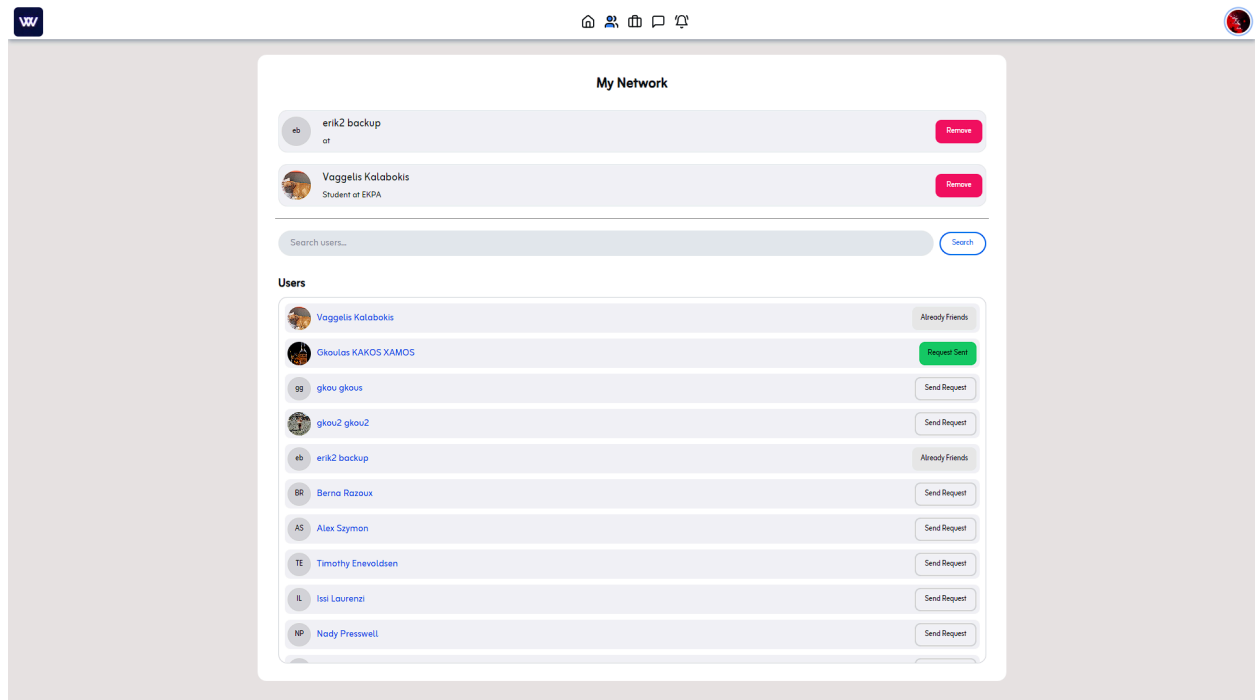 W
My Network
eb
erik2 backup
at
Remove
Vaggelis Kalabokis
Student at EKPA
Remove
Search users...
Search
Users
Vaggelis Kalabokis
Already Friends
Gkoulas KAKOS XAMOS
Request Sent
gg
gkou gkous
Send Request
gkou2 gkou2
Send Request
eb
erik2 backup
Already Friends
BR
Berna Razoux
Send Request
AS
Alex Szymon
Send Request
TE
Timothy Enevoldsen
Send Request
IL
Issi Laurenzi
Send Request
NP
Nady Presswell
Send Request